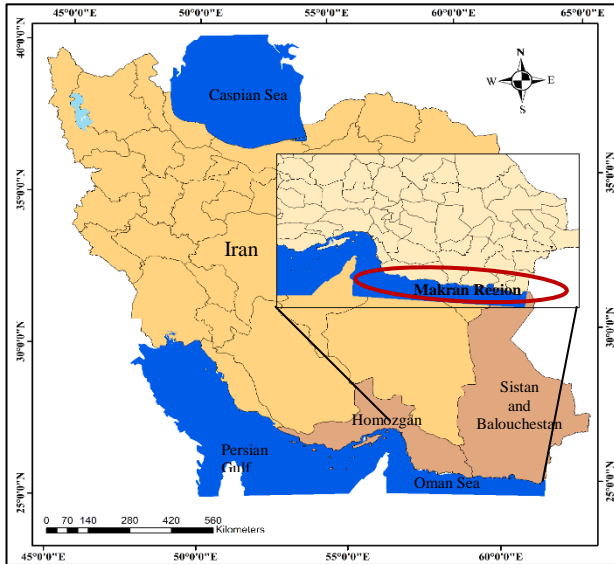 45°0'0"E 50°0'0"E 55°0'0"E 60°0'0"E 65°0'0"E
40°0'0"N
35°0'0"N
30°0'0"N
25°0'0"N
N
W E
S
Caspian Sea
35°0'0"N
30°0'0"N
25°0'0"N
Iran
Makran Region
Sistan
and
Balouchestan
Homozgan
Persian
Gulf
Oman Sea
0 70 140 280 420 560
Kilometers
45°0'0"E 50°0'0"E 55°0'0"E 60°0'0"E